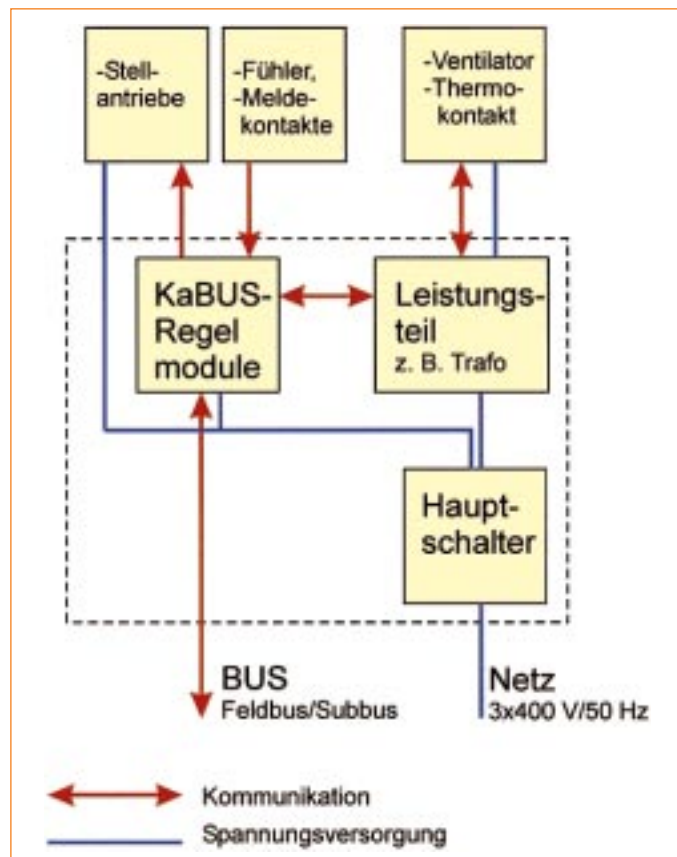 -Stell-
antriebe
-Fühler,
-Melde-
kontakte
-Ventilator
-Thermo-
kontakt
KaBUS-
Regel
module
Leistungs-
teil
z. B. Trafo
Haupt-
schalter
BUS
Feldbus/Subbus
Netz
3x400 V/50 Hz
Kommunikation
Spannungsversorgung